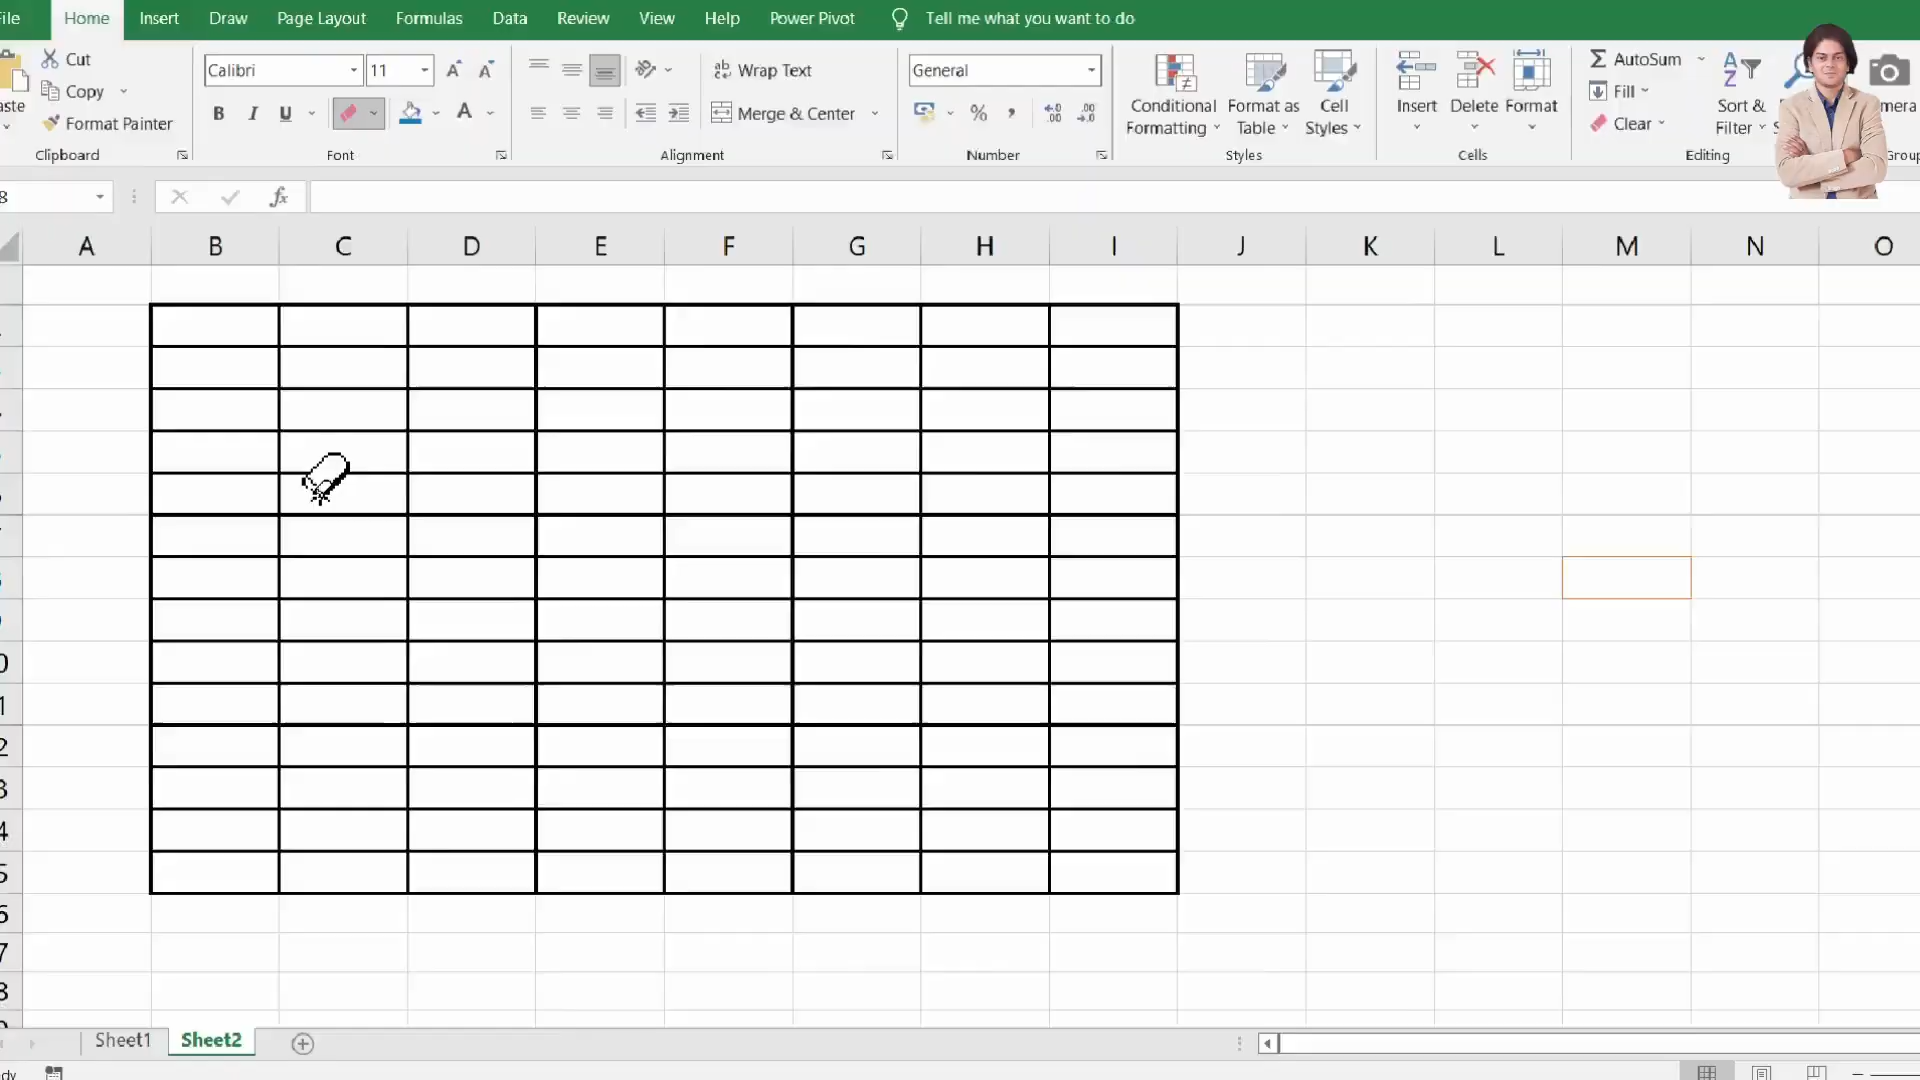 File Home Insert Draw Page Layout Formulas Data Review View Help Power Pivot Tell me what you want to do
Cut
Copy
Format Painter
Clipboard
Calibri 11
B I U A
Font
Wrap Text
Merge & Center
Alignment
General
% ,
Number
Conditional Formatting
Format as Table
Cell Styles
Styles
Insert Delete Format
Cells
AutoSum
Fill
Clear
Sort & Filter
Editing
fx
A B C D E F G H I J K L M N O
Sheet1 Sheet2